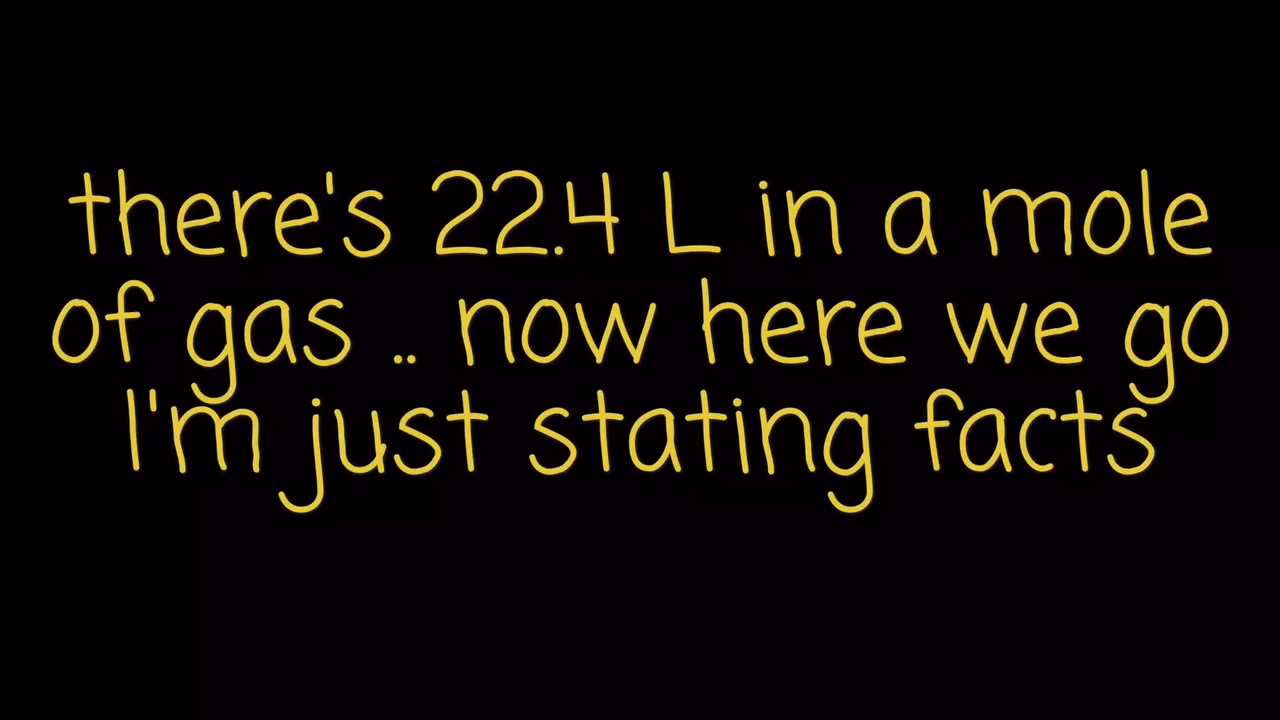 there's 22.4 L in a mole
of gas .. now here we go
I'm just stating facts